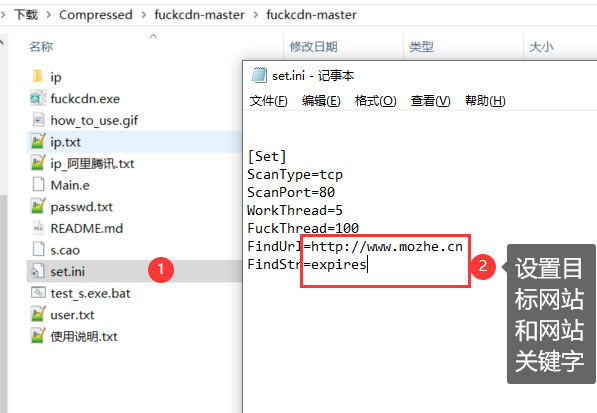 下载 > Compressed > fuckcdn-master > fuckcdn-master
名称 修改日期 类型 大小
ip
fuckcdn.exe
how_to_use.gif
ip.txt
ip_阿里腾讯.txt
Main.e
passwd.txt
README.md
s.cao
set.ini
test_s.exe.bat
user.txt
使用说明.txt
1
set.ini - 记事本
文件(F) 编辑(E) 格式(O) 查看(V) 帮助(H)
[Set]
ScanType=tcp
ScanPort=80
WorkThread=5
FuckThread=100
FindUrl=http://www.mozhe.cn
FindStr=expires
2
设置目
标网站
和网站
关键字